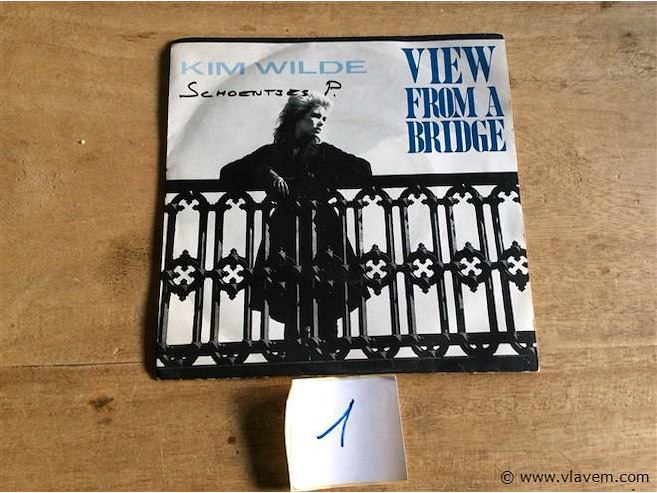 KIM WILDE
SCHOENTJES P.
VIEW
FROM A
BRIDGE
1
© www.vlavem.com